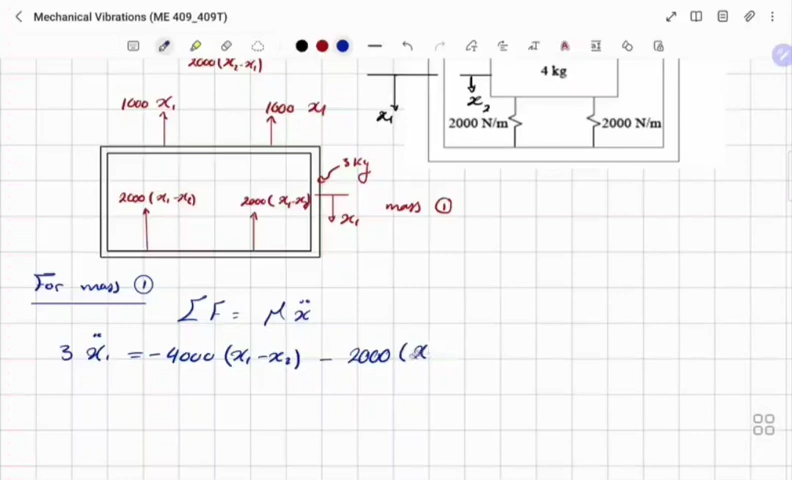 Mechanical Vibrations (ME 409_409T)
2000(x₂-x₁)
4 kg
1000 x₁
1000 x₁
x₁
x₂
2000 N/m
2000 N/m
3 kg
2000(x₁-x₂)
2000(x₁-x₂)
x₁
mass ①
For mass ①
ΣF = Mẍ
3 ẍ₁ = -4000 (x₁-x₂) - 2000 (x